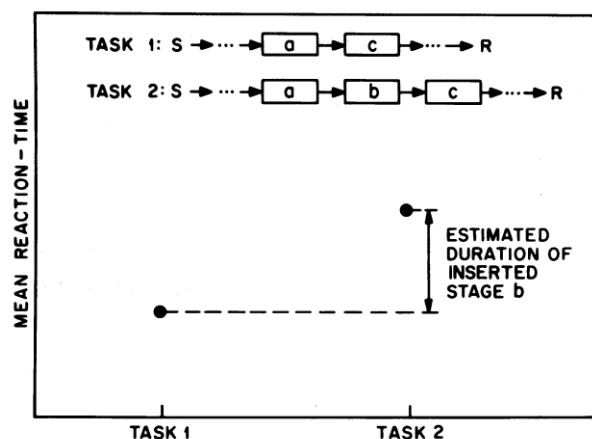 TASK 1: S → ··· → a → c → ··· → R
TASK 2: S → ··· → a → b → c → ··· → R
MEAN REACTION-TIME
ESTIMATED
DURATION OF
INSERTED
STAGE b
TASK 1
TASK 2